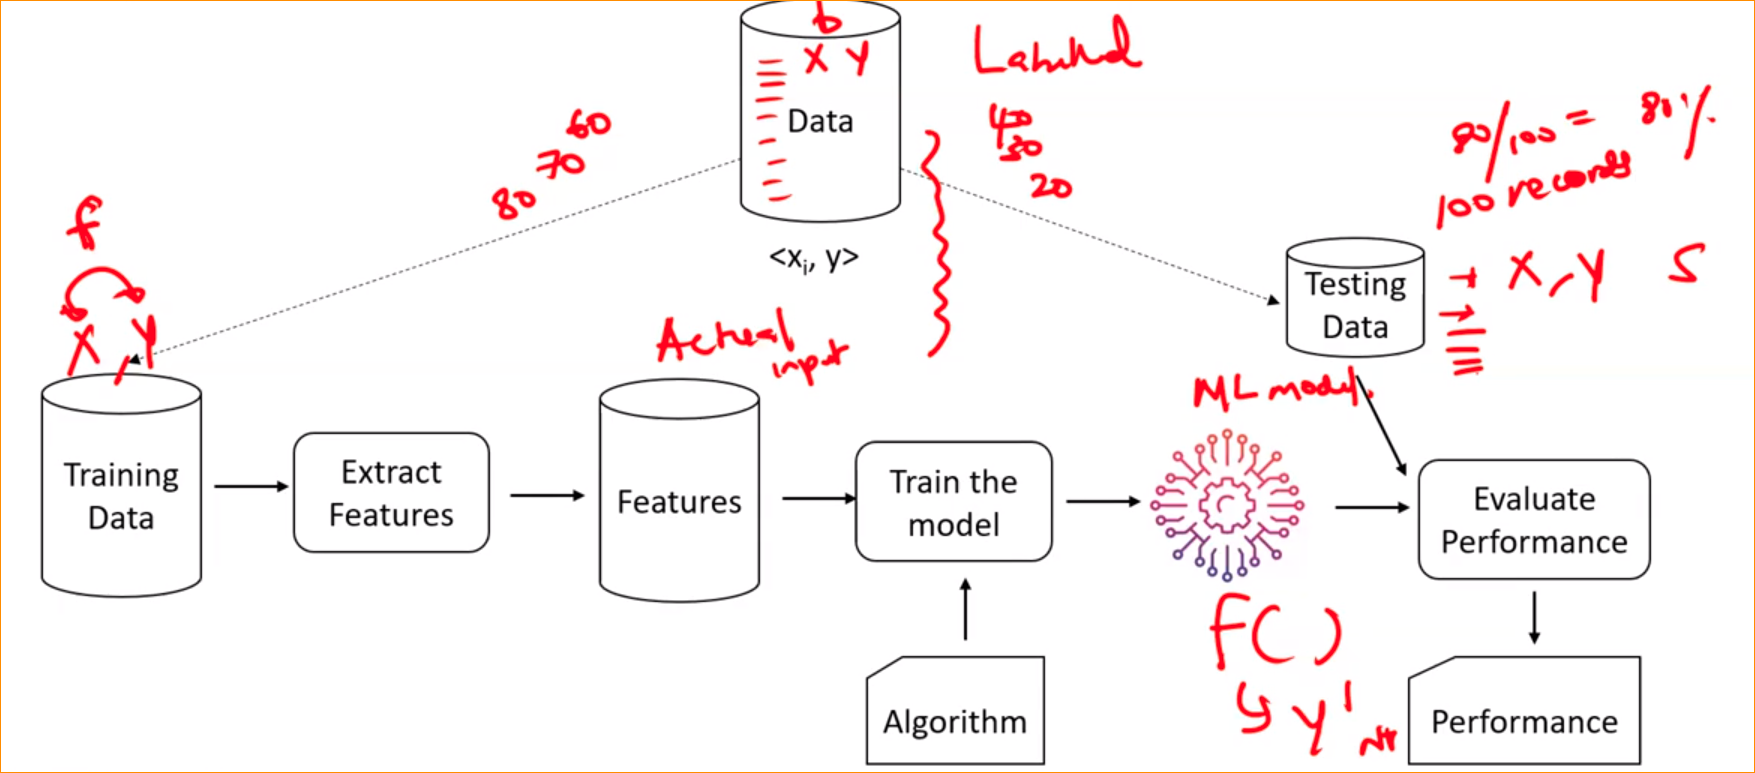 b
X Y
Labelled
Data
60
70
80
40
30
20
80/100 = 80%
100 records
<xi, y>
f
X, Y
Testing
Data
X, Y S
Actual
input
ML model.
Training
Data
Extract
Features
Features
Train the
model
Evaluate
Performance
F( )
Y'
Algorithm
Performance